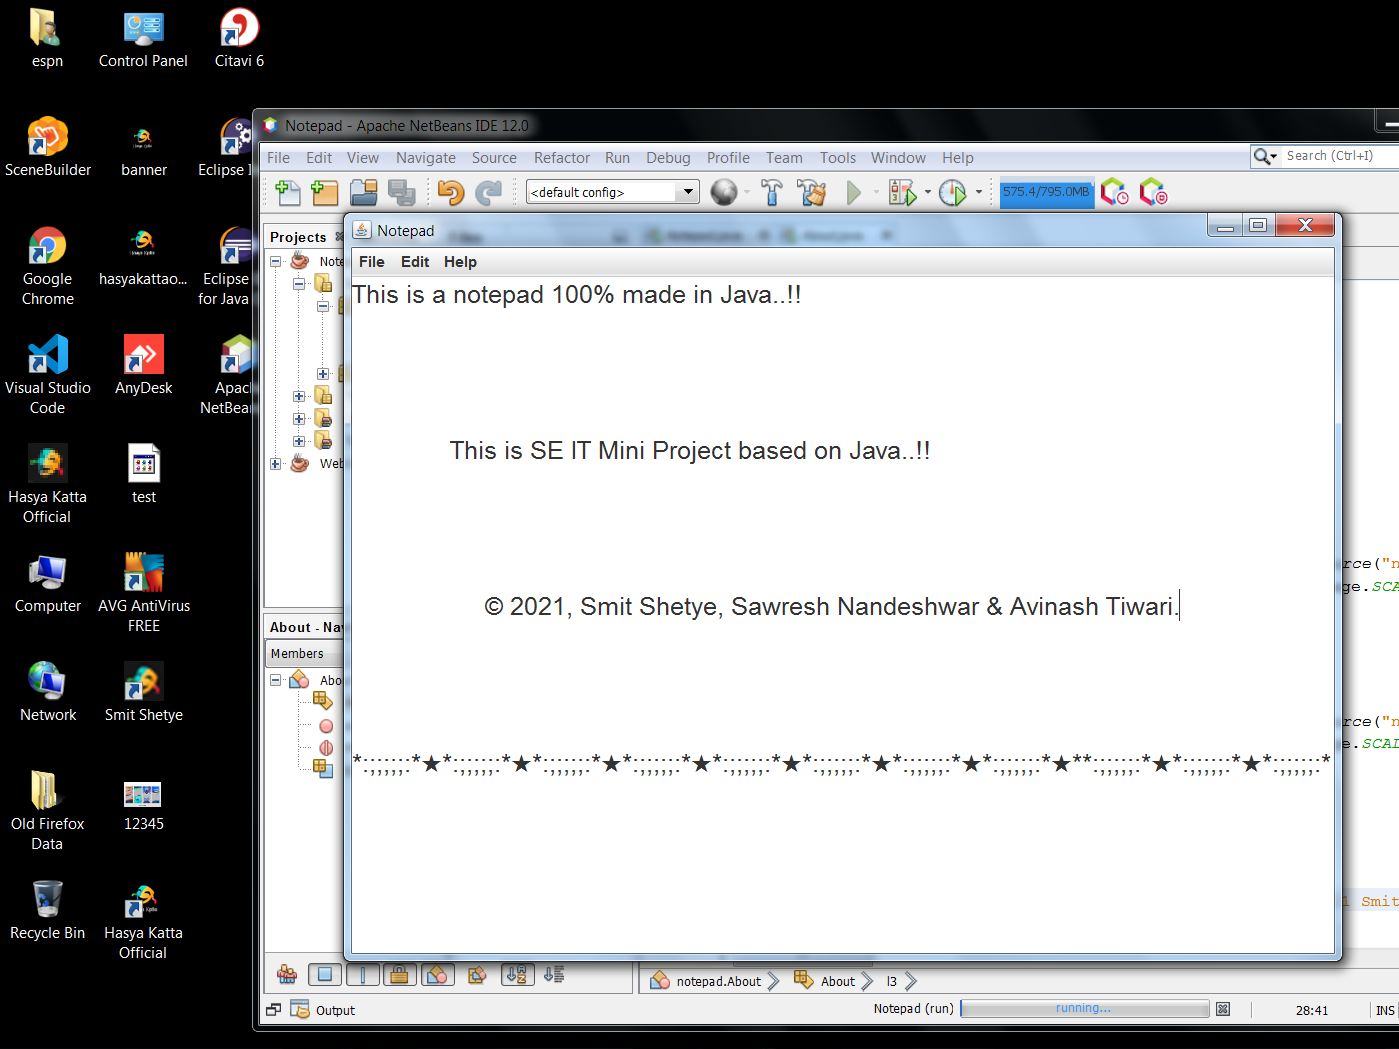 espn
Control Panel
Citavi 6
SceneBuilder
banner
Eclipse I
Google
Chrome
hasyakattao...
Eclipse
for Java
Visual Studio
Code
AnyDesk
Apac
NetBean
Hasya Katta
Official
test
Computer
AVG AntiVirus
FREE
Network
Smit Shetye
Old Firefox
Data
12345
Recycle Bin
Hasya Katta
Official
Notepad - Apache NetBeans IDE 12.0
File Edit View Navigate Source Refactor Run Debug Profile Team Tools Window Help
Search (Ctrl+I)
<default config>
575.4/795.0MB
Projects
Note
Web
About - Nav
Members
Abo
Notepad
File Edit Help
This is a notepad 100% made in Java..!!
This is SE IT Mini Project based on Java..!!
© 2021, Smit Shetye, Sawresh Nandeshwar & Avinash Tiwari.
*:;;;;;:*★*:;;;;;:*★*:;;;;;:*★*:;;;;;:*★*:;;;;;:*★*:;;;;;:*★*:;;;;;:*★*:;;;;;:*★**:;;;;;:*★*:;;;;;:*★*:;;;;;:*
rce("n
ge.SCA
rce("n
e.SCAL
1 Smit
notepad.About About l3
Output
Notepad (run) running...
28:41 INS